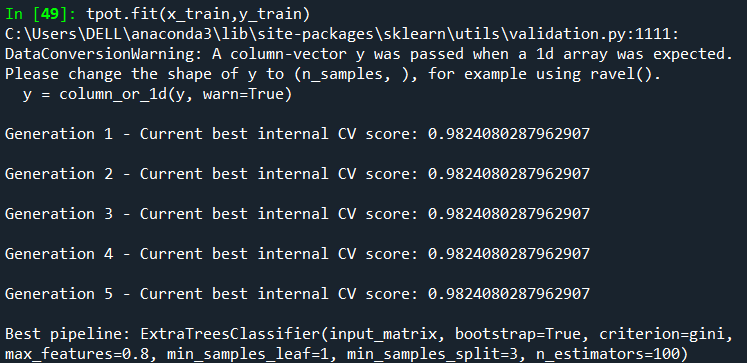 In [49]: tpot.fit(x_train,y_train)
C:\Users\DELL\anaconda3\lib\site-packages\sklearn\utils\validation.py:1111:
DataConversionWarning: A column-vector y was passed when a 1d array was expected.
Please change the shape of y to (n_samples, ), for example using ravel().
  y = column_or_1d(y, warn=True)
Generation 1 - Current best internal CV score: 0.9824080287962907
Generation 2 - Current best internal CV score: 0.9824080287962907
Generation 3 - Current best internal CV score: 0.9824080287962907
Generation 4 - Current best internal CV score: 0.9824080287962907
Generation 5 - Current best internal CV score: 0.9824080287962907
Best pipeline: ExtraTreesClassifier(input_matrix, bootstrap=True, criterion=gini,
max_features=0.8, min_samples_leaf=1, min_samples_split=3, n_estimators=100)